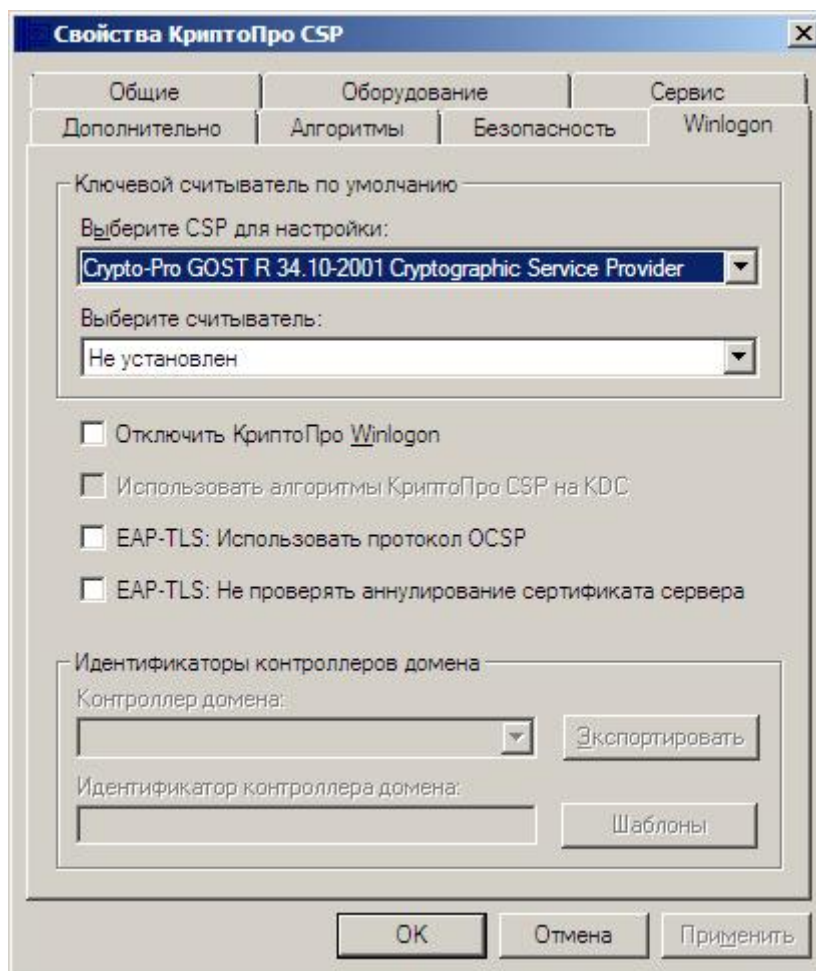 Свойства КриптоПро CSP
Общие Оборудование Сервис
Дополнительно Алгоритмы Безопасность Winlogon
Ключевой считыватель по умолчанию
Выберите CSP для настройки:
Crypto-Pro GOST R 34.10-2001 Cryptographic Service Provider
Выберите считыватель:
Не установлен
Отключить КриптоПро Winlogon
Использовать алгоритмы КриптоПро CSP на KDC
EAP-TLS: Использовать протокол OCSP
EAP-TLS: Не проверять аннулирование сертификата сервера
Идентификаторы контроллеров домена
Контроллер домена:
Экспортировать
Идентификатор контроллера домена:
Шаблоны
OK Отмена Применить